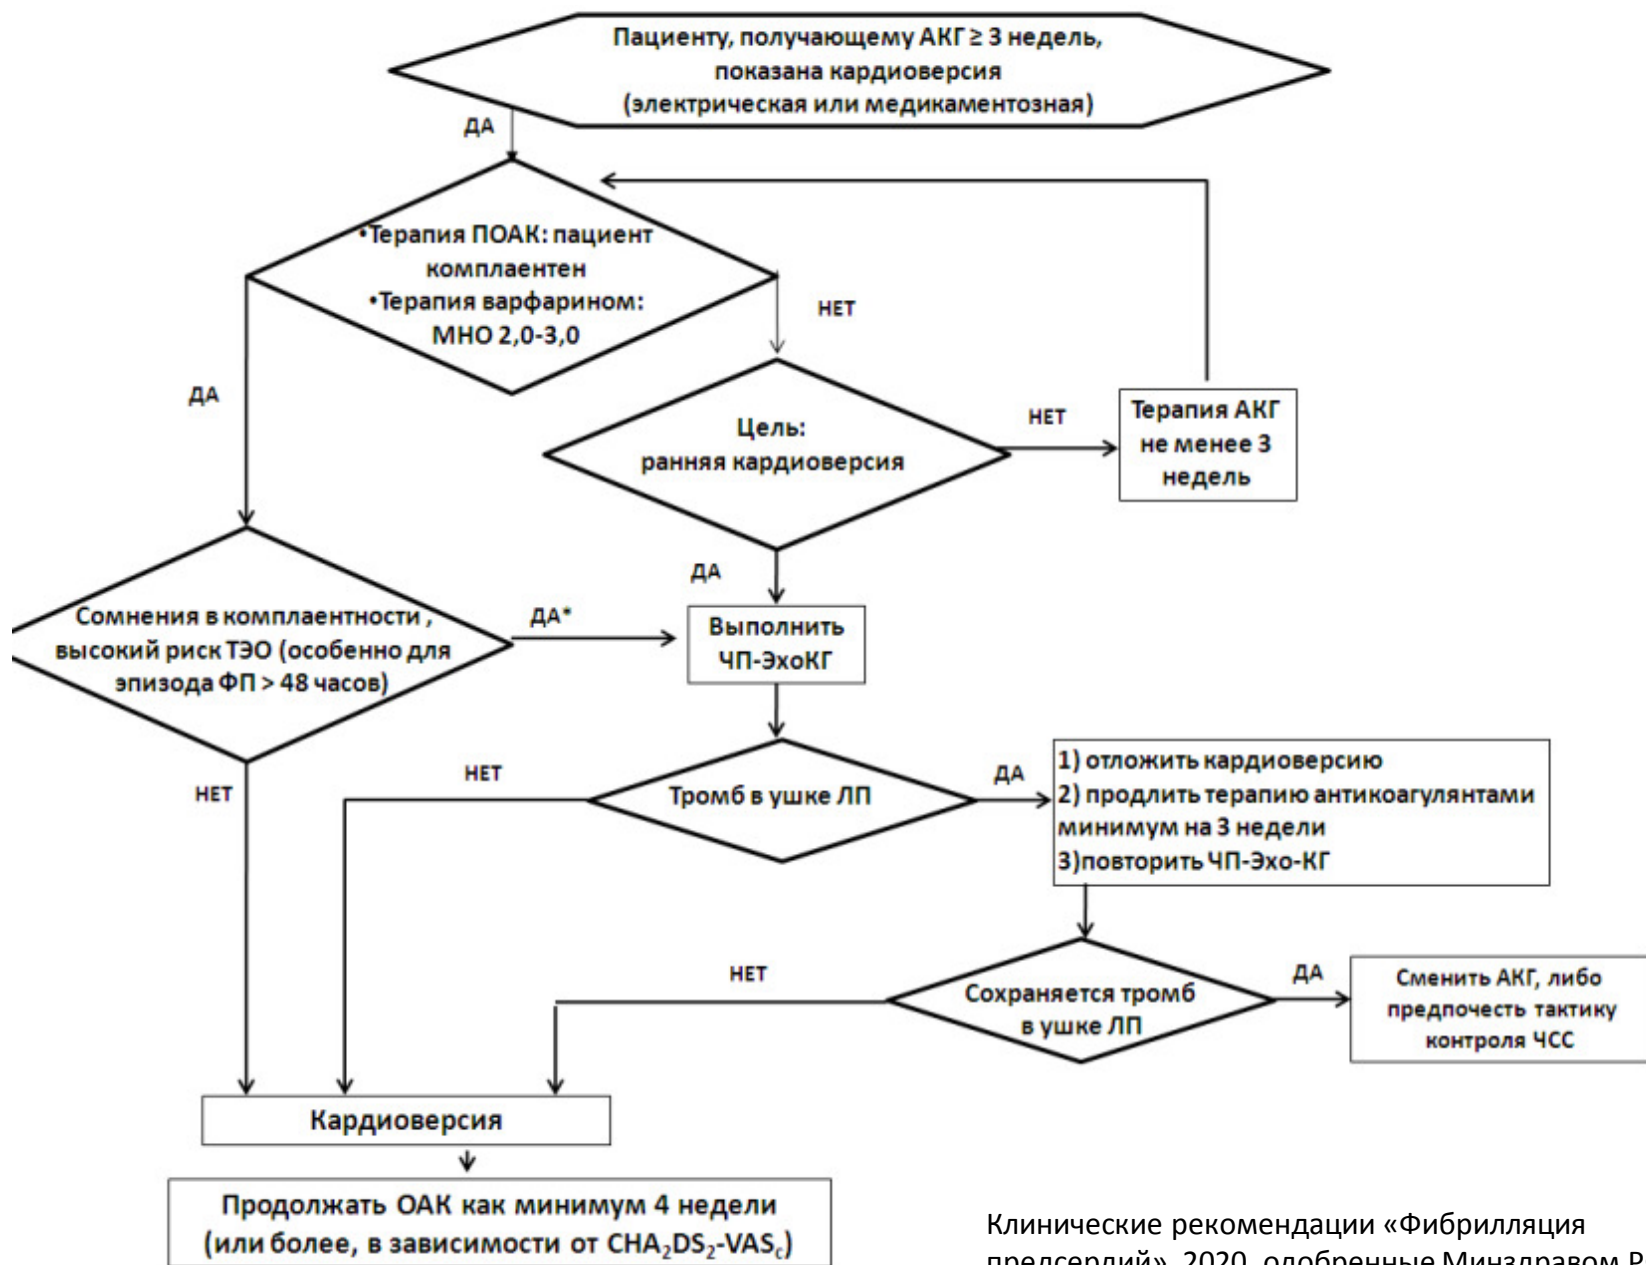 Пациенту, получающему АКГ ≥ 3 недель,
показана кардиоверсия
(электрическая или медикаментозная)
ДА
•Терапия ПОАК: пациент
комплаентен
•Терапия варфарином:
МНО 2,0-3,0
НЕТ
ДА
Цель:
ранняя кардиоверсия
НЕТ
Терапия АКГ
не менее 3
недель
ДА
Сомнения в комплаентности ,
высокий риск ТЭО (особенно для
эпизода ФП > 48 часов)
ДА*
Выполнить
ЧП-ЭхоКГ
НЕТ
НЕТ
Тромб в ушке ЛП
ДА
1) отложить кардиоверсию
2) продлить терапию антикоагулянтами
минимум на 3 недели
3)повторить ЧП-Эхо-КГ
НЕТ
Сохраняется тромб
в ушке ЛП
ДА
Сменить АКГ, либо
предпочесть тактику
контроля ЧСС
Кардиоверсия
Продолжать ОАК как минимум 4 недели
(или более, в зависимости от CHA₂DS₂-VASc)
Клинические рекомендации «Фибрилляция
предсердий», 2020, одобренные Минздравом